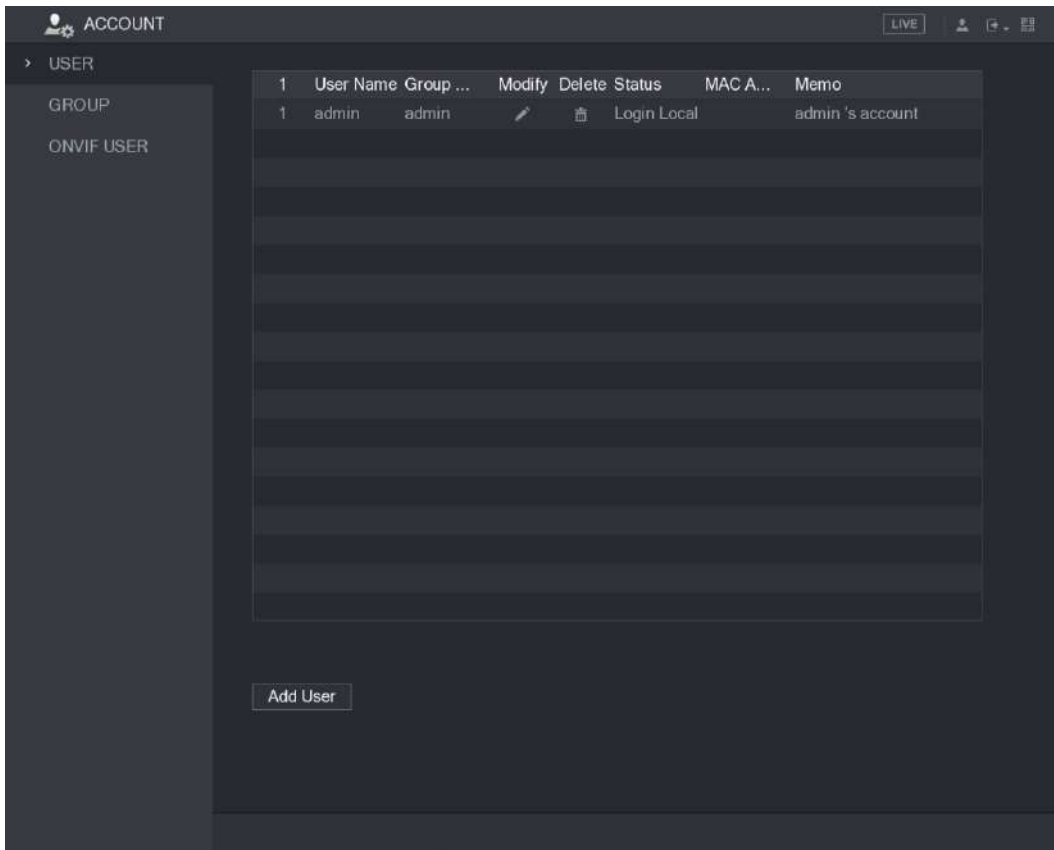 ACCOUNT LIVE
USER
GROUP
ONVIF USER
1 User Name Group ... Modify Delete Status MAC A... Memo
1 admin admin Login Local admin 's account
Add User